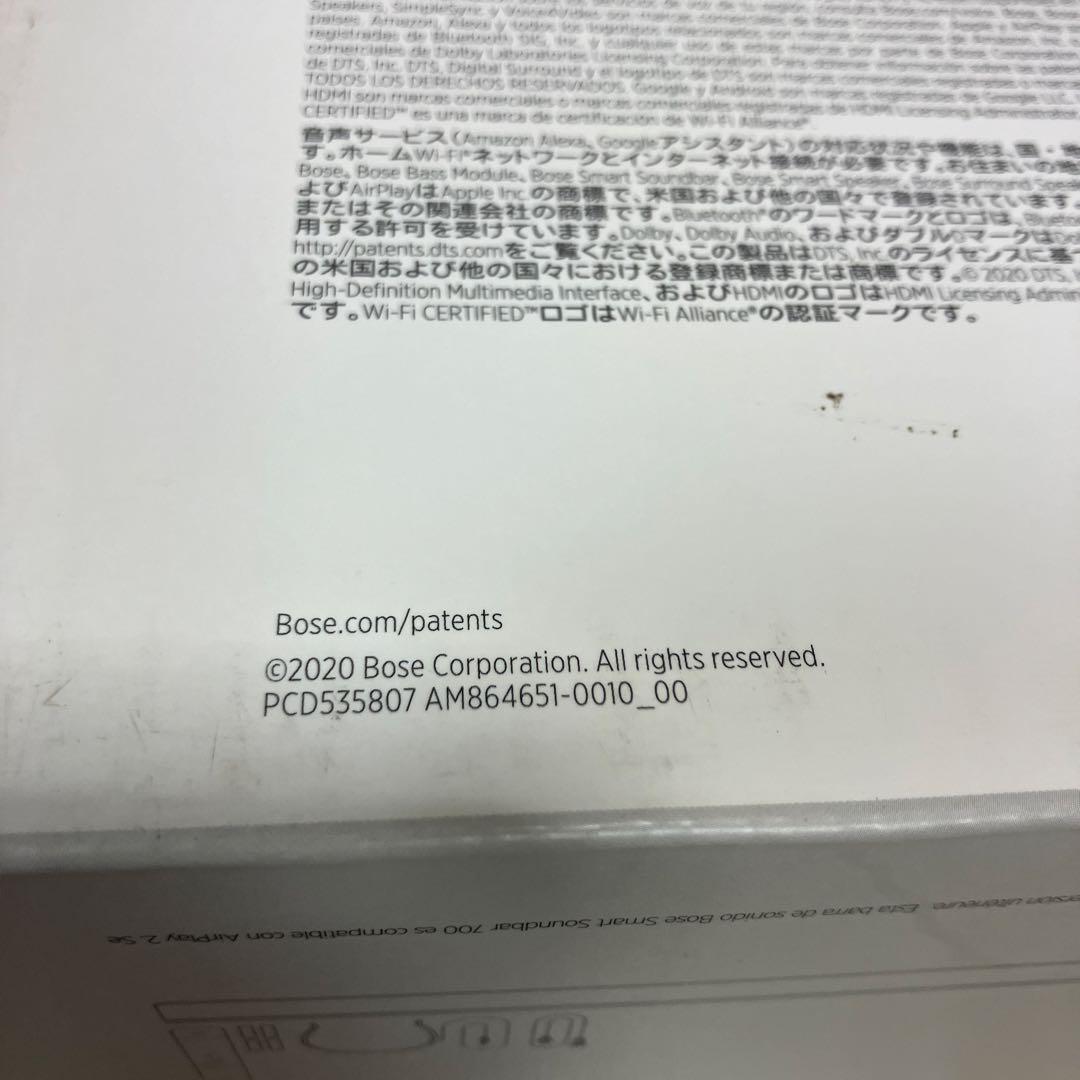 Speakers, SimpleSync y
países. Amazon, Alexa y todos los logotipos relacionados son marcas comerciales de
registradas de Bluetooth SIG, Inc. y cualquier uso de estas marcas por parte de Bose
comerciales de Dolby Laboratories Licensing Corporation. Para obtener
de DTS, Inc. DTS, Digital Surround y el logotipo de DTS son marcas
TODOS LOS DERECHOS RESERVADOS. Google y Android son marcas registradas de Google LLC.
HDMI son marcas comerciales o marcas comerciales registradas de HDMI Licensing Administrator
CERTIFIED™ es una marca de certificación de Wi-Fi Alliance®.
音声サービス(Amazon Alexa、Googleアシスタント)の対応状況や機能は、国・地
す。ホームWi-Fi®ネットワークとインターネット接続が必要です。お住まいの地
Bose、Bose Bass Module、Bose Smart Soundbar、Bose Smart Speaker、Bose Surround Speake
よびAirPlayはApple Inc.の商標で、米国および他の国々で登録されています。
またはその関連会社の商標です。Bluetooth®のワードマークとロゴは、Bluetoo
用する許可を受けています。Dolby、Dolby Audio、およびダブルDマークはDol
http://patents.dts.comをご覧ください。この製品はDTS, Inc.のライセンスに基づ
の米国および他の国々における登録商標または商標です。© 2020 DTS, I
High-Definition Multimedia Interface、およびHDMIのロゴはHDMI Licensing Admin
です。Wi-Fi CERTIFIED™ロゴはWi-Fi Alliance®の認証マークです。
Bose.com/patents
©2020 Bose Corporation. All rights reserved.
PCD535807 AM864651-0010_00
ersion ultérieure. Esta barra de sonido Bose Smart Soundbar 700 es compatible con AirPlay 2. Se